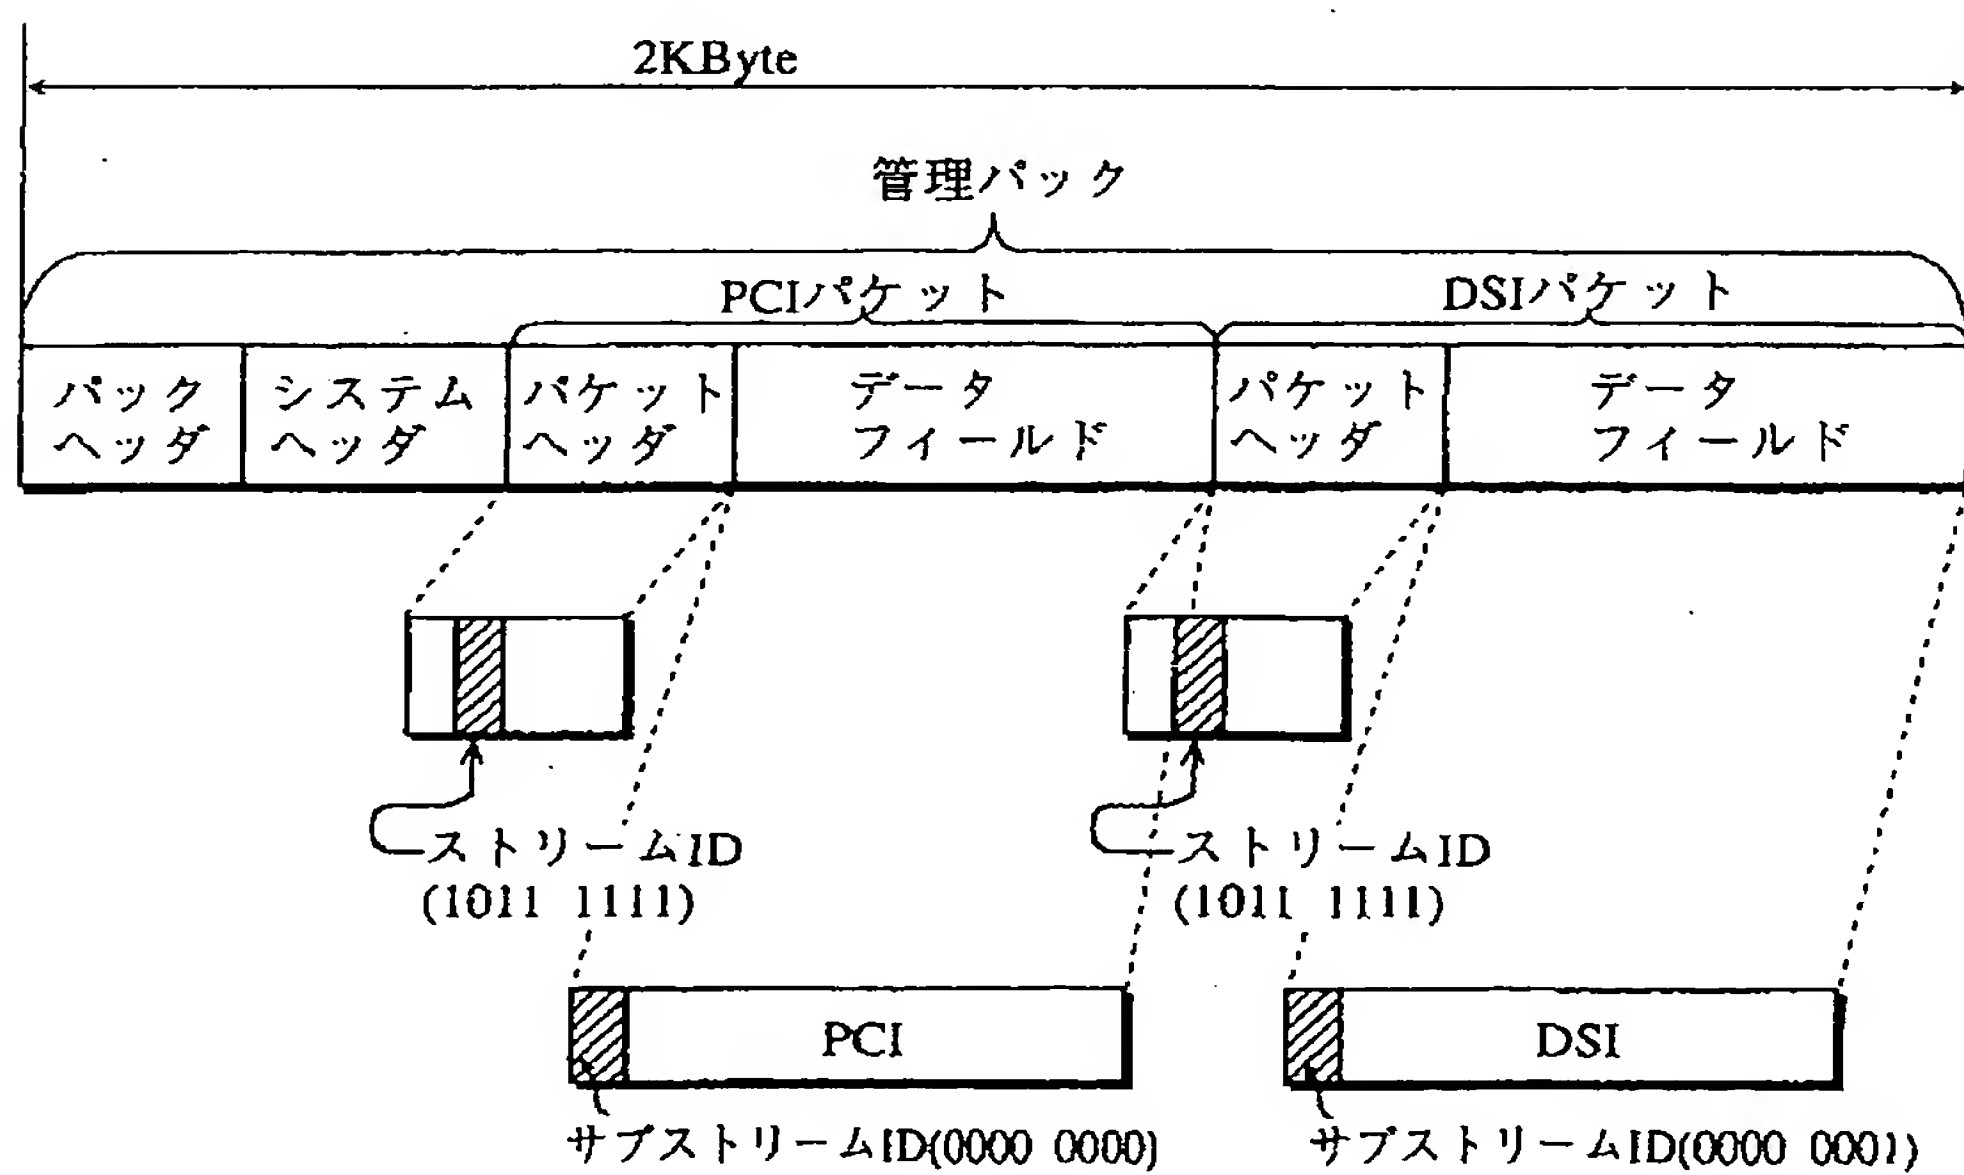 2KByte
管理パック
PCIパケット
DSIパケット
パック
ヘッダ
システム
ヘッダ
パケット
ヘッダ
データ
フィールド
パケット
ヘッダ
データ
フィールド
ストリームID
(1011 1111)
ストリームID
(1011 1111)
PCI
DSI
サブストリームID(0000 0000)
サブストリームID(0000 0001)